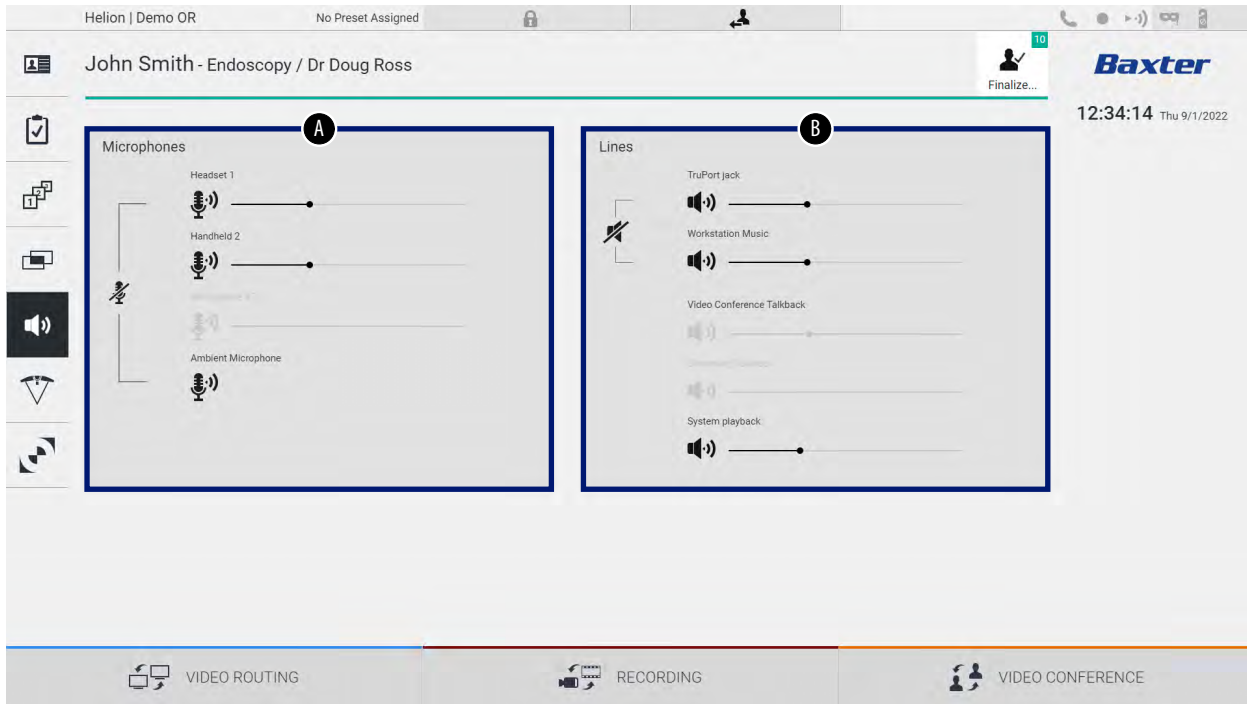 Helion | Demo OR
No Preset Assigned
10
John Smith - Endoscopy / Dr Doug Ross
Finalize...
Baxter
12:34:14 Thu 9/1/2022
A
B
Microphones
Lines
Headset 1
TruPort jack
Handheld 2
Workstation Music
Video Conference Talkback
Ambient Microphone
System playback
1
2
VIDEO ROUTING
RECORDING
VIDEO CONFERENCE